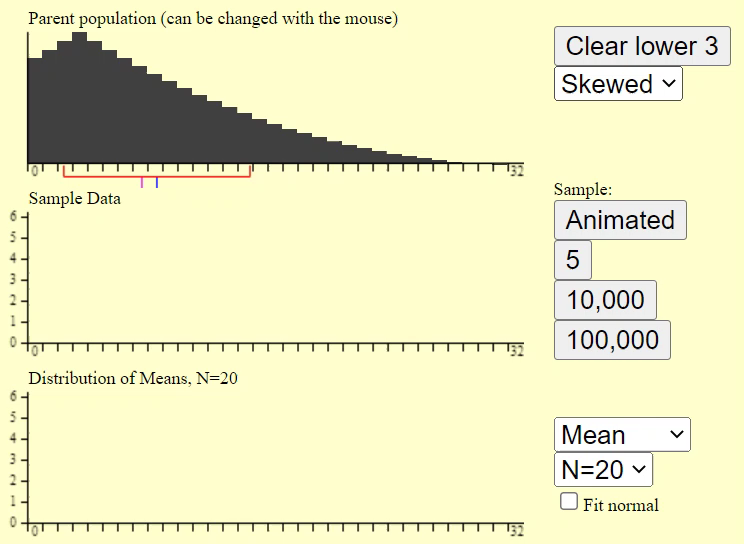 Parent population (can be changed with the mouse)
Clear lower 3
Skewed
0
32
Sample Data
6
5
4
3
2
1
0
0
32
Sample:
Animated
5
10,000
100,000
Distribution of Means, N=20
6
5
4
3
2
1
0
0
32
Mean
N=20
Fit normal